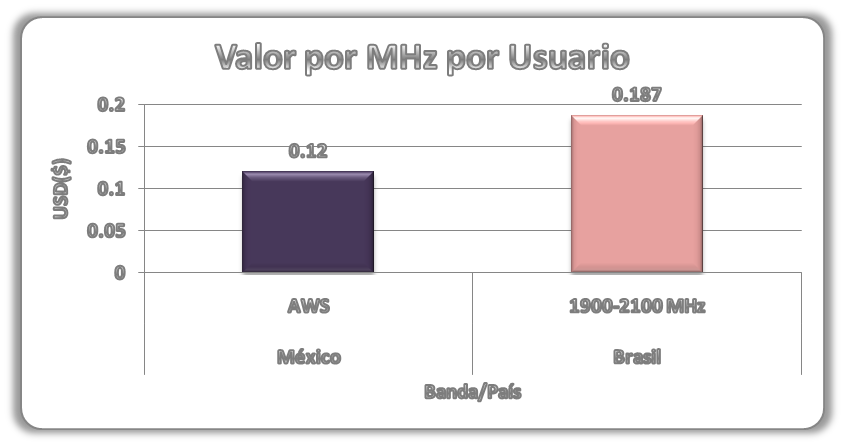 Valor por MHz por Usuario
USD($)
0.2
0.15
0.1
0.05
0
0.12
0.187
AWS
1900-2100 MHz
México
Brasil
Banda/País